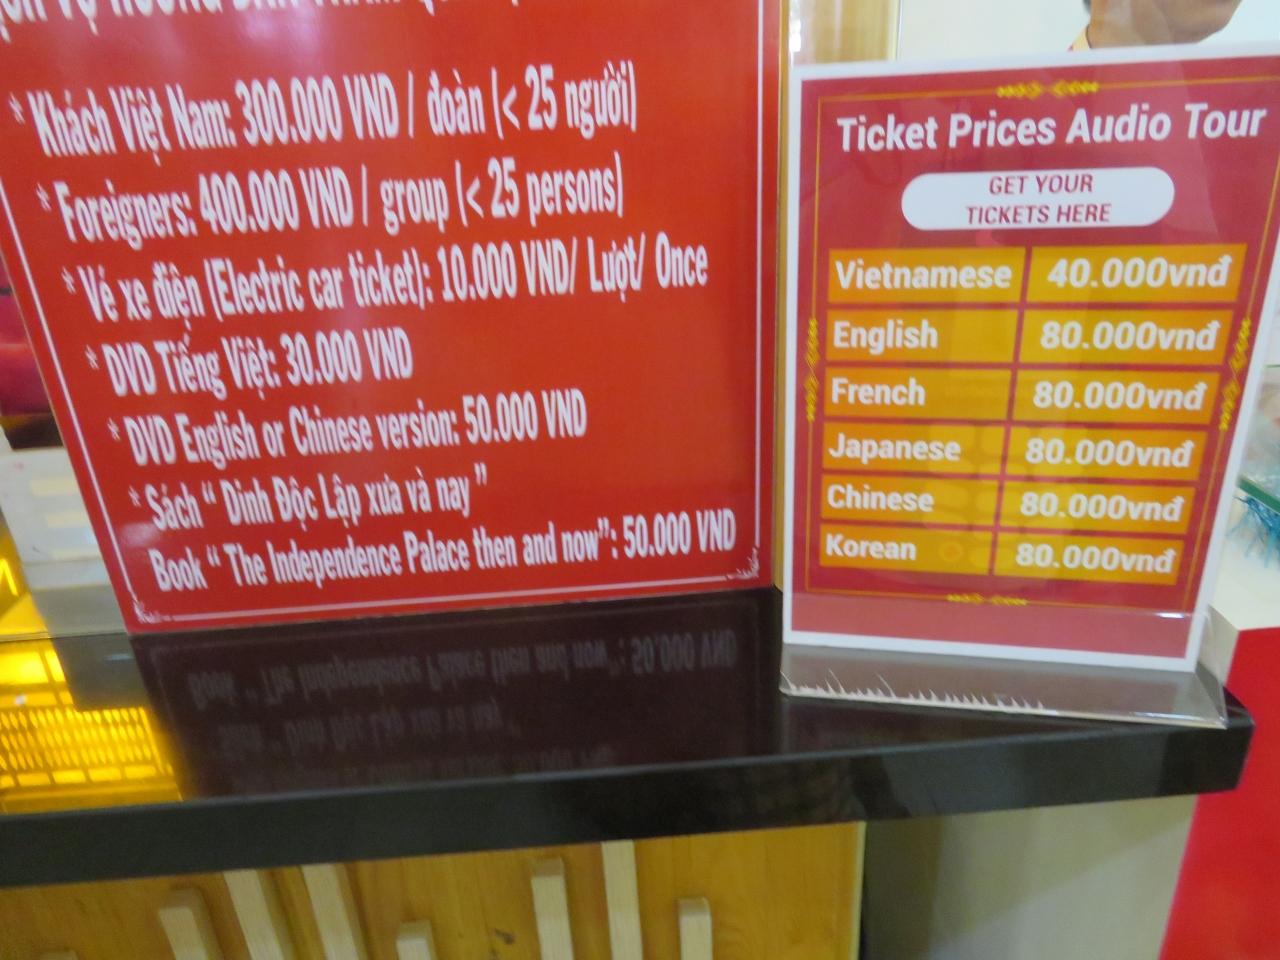 * Khách Việt Nam: 300.000 VND / đoàn (< 25 người)
* Foreigners: 400.000 VND / group (< 25 persons)
* Vé xe điện (Electric car ticket): 10.000 VND/ Lượt/ Once
* DVD Tiếng Việt: 30.000 VND
* DVD English or Chinese version: 50.000 VND
* Sách “ Dinh Độc Lập xưa và nay ”
Book “ The Independence Palace then and now”: 50.000 VND
Ticket Prices Audio Tour
GET YOUR
TICKETS HERE
Vietnamese 40.000vnđ
English 80.000vnđ
French 80.000vnđ
Japanese 80.000vnđ
Chinese 80.000vnđ
Korean 80.000vnđ